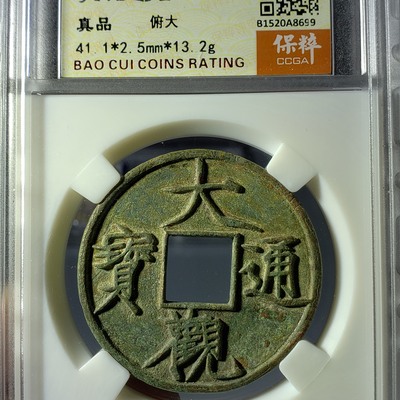 真品 俯大
B1520A8699
41.1*2.5mm*13.2g
保粹
BAO CUI COINS RATING
CCGA
大觀通寶